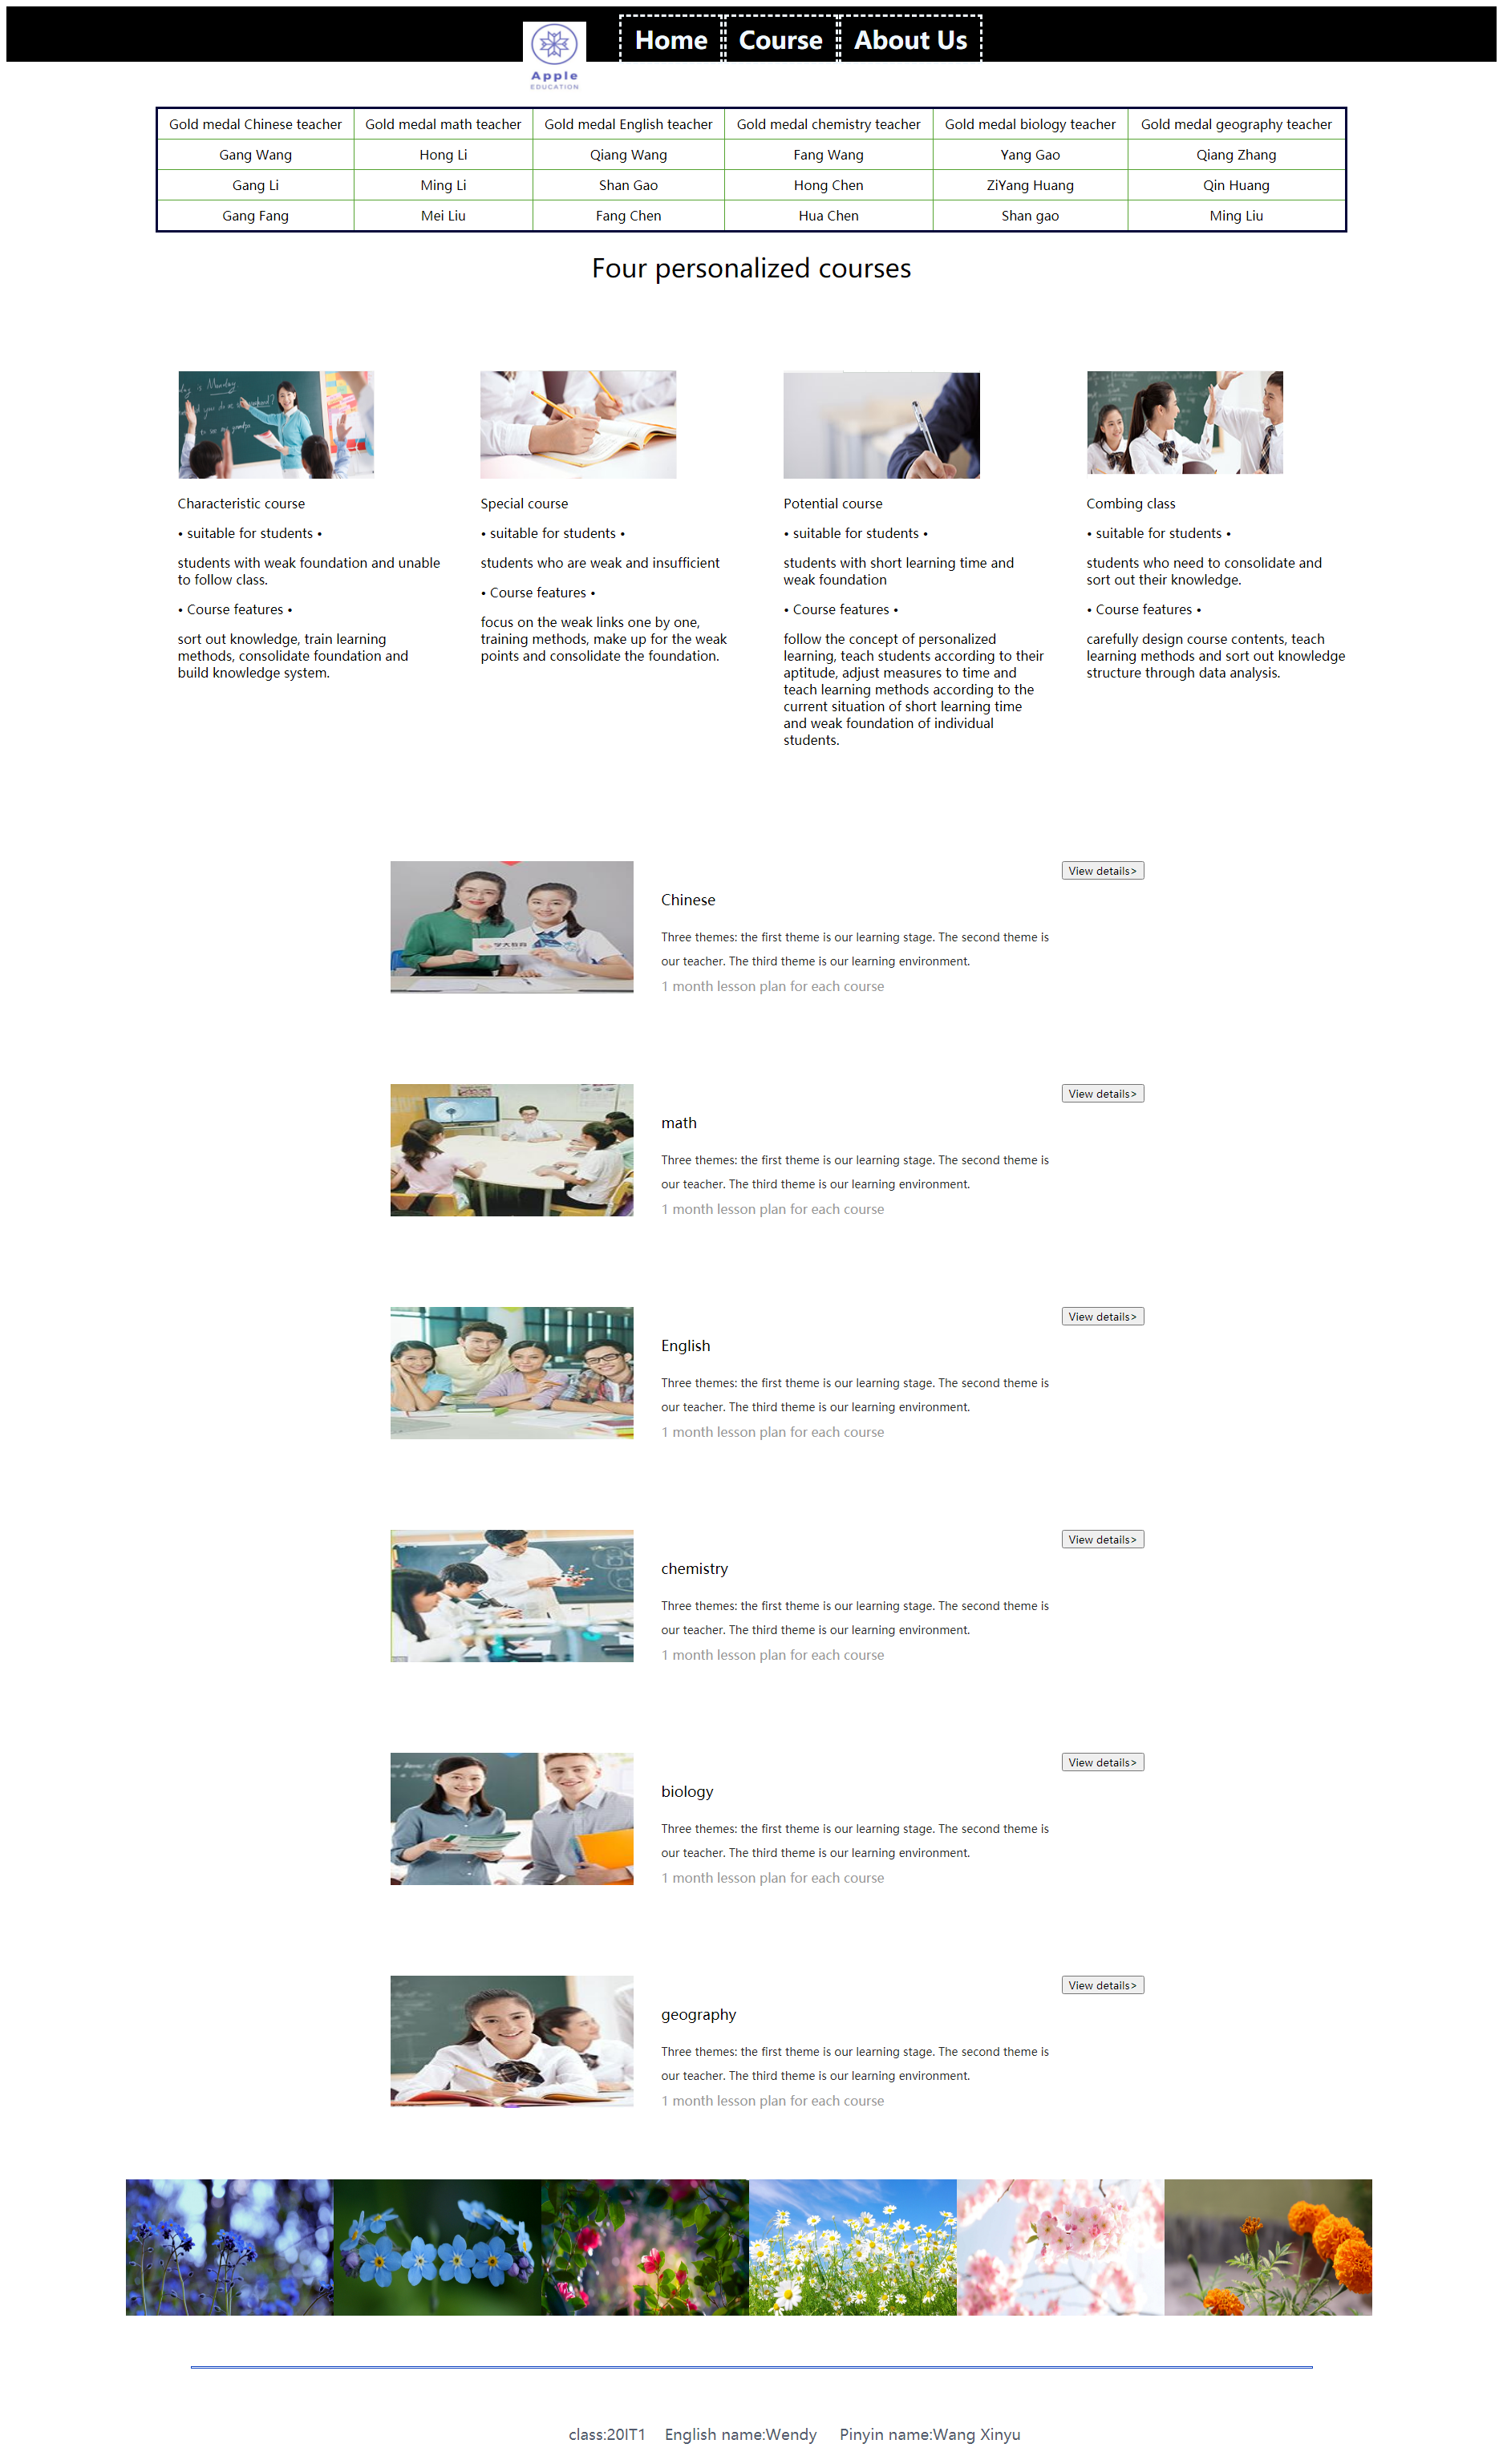 Apple
EDUCATION
Home Course About Us
Gold medal Chinese teacher Gold medal math teacher Gold medal English teacher Gold medal chemistry teacher Gold medal biology teacher Gold medal geography teacher
Gang Wang Hong Li Qiang Wang Fang Wang Yang Gao Qiang Zhang
Gang Li Ming Li Shan Gao Hong Chen ZiYang Huang Qin Huang
Gang Fang Mei Liu Fang Chen Hua Chen Shan gao Ming Liu
Four personalized courses
Characteristic course
• suitable for students •
students with weak foundation and unable
to follow class.
• Course features •
sort out knowledge, train learning
methods, consolidate foundation and
build knowledge system.
Special course
• suitable for students •
students who are weak and insufficient
• Course features •
focus on the weak links one by one,
training methods, make up for the weak
points and consolidate the foundation.
Potential course
• suitable for students •
students with short learning time and
weak foundation
• Course features •
follow the concept of personalized
learning, teach students according to their
aptitude, adjust measures to time and
teach learning methods according to the
current situation of short learning time
and weak foundation of individual
students.
Combing class
• suitable for students •
students who need to consolidate and
sort out their knowledge.
• Course features •
carefully design course contents, teach
learning methods and sort out knowledge
structure through data analysis.
View details>
Chinese
Three themes: the first theme is our learning stage. The second theme is
our teacher. The third theme is our learning environment.
1 month lesson plan for each course
View details>
math
Three themes: the first theme is our learning stage. The second theme is
our teacher. The third theme is our learning environment.
1 month lesson plan for each course
View details>
English
Three themes: the first theme is our learning stage. The second theme is
our teacher. The third theme is our learning environment.
1 month lesson plan for each course
View details>
chemistry
Three themes: the first theme is our learning stage. The second theme is
our teacher. The third theme is our learning environment.
1 month lesson plan for each course
View details>
biology
Three themes: the first theme is our learning stage. The second theme is
our teacher. The third theme is our learning environment.
1 month lesson plan for each course
View details>
geography
Three themes: the first theme is our learning stage. The second theme is
our teacher. The third theme is our learning environment.
1 month lesson plan for each course
class:20IT1 English name:Wendy Pinyin name:Wang Xinyu